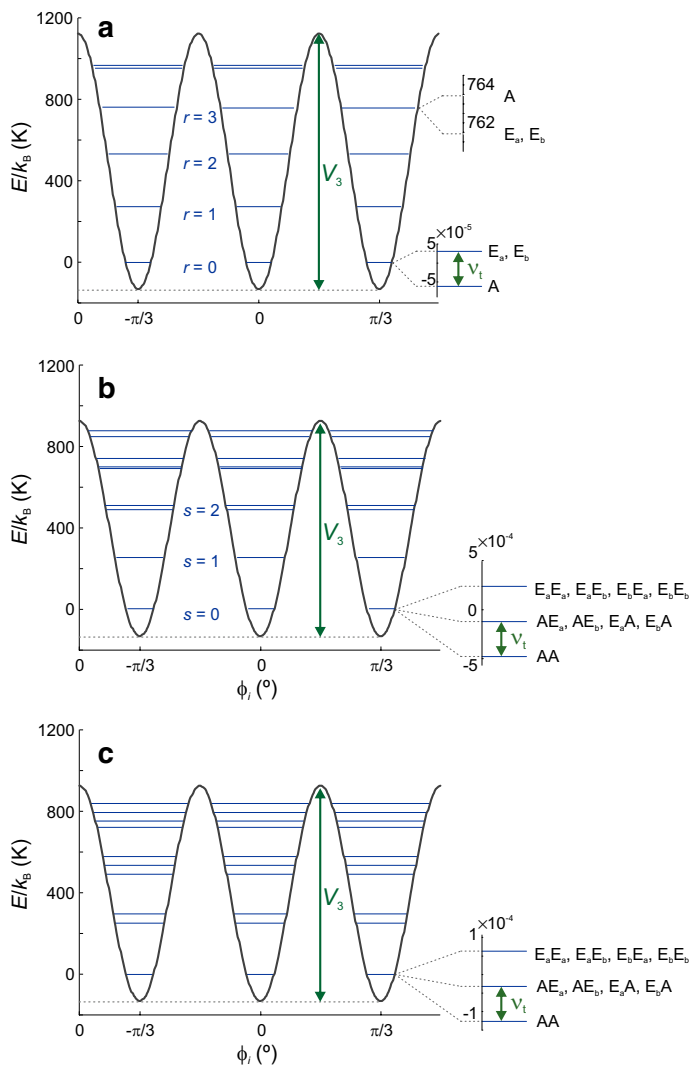 a
1200
800
400
0
E/kB (K)
r = 3
r = 2
r = 1
r = 0
V3
764
A
762
Ea, Eb
×10-5
5
-5
Ea, Eb
νt
A
0
-π/3
0
π/3
b
1200
800
400
0
E/kB (K)
s = 2
s = 1
s = 0
V3
×10-4
5
0
-5
EaEa, EaEb, EbEa, EbEb
AEa, AEb, EaA, EbA
νt
AA
0
-π/3
0
π/3
ϕi (º)
c
1200
800
400
0
E/kB (K)
V3
×10-4
1
-1
EaEa, EaEb, EbEa, EbEb
AEa, AEb, EaA, EbA
νt
AA
0
-π/3
0
π/3
ϕi (º)